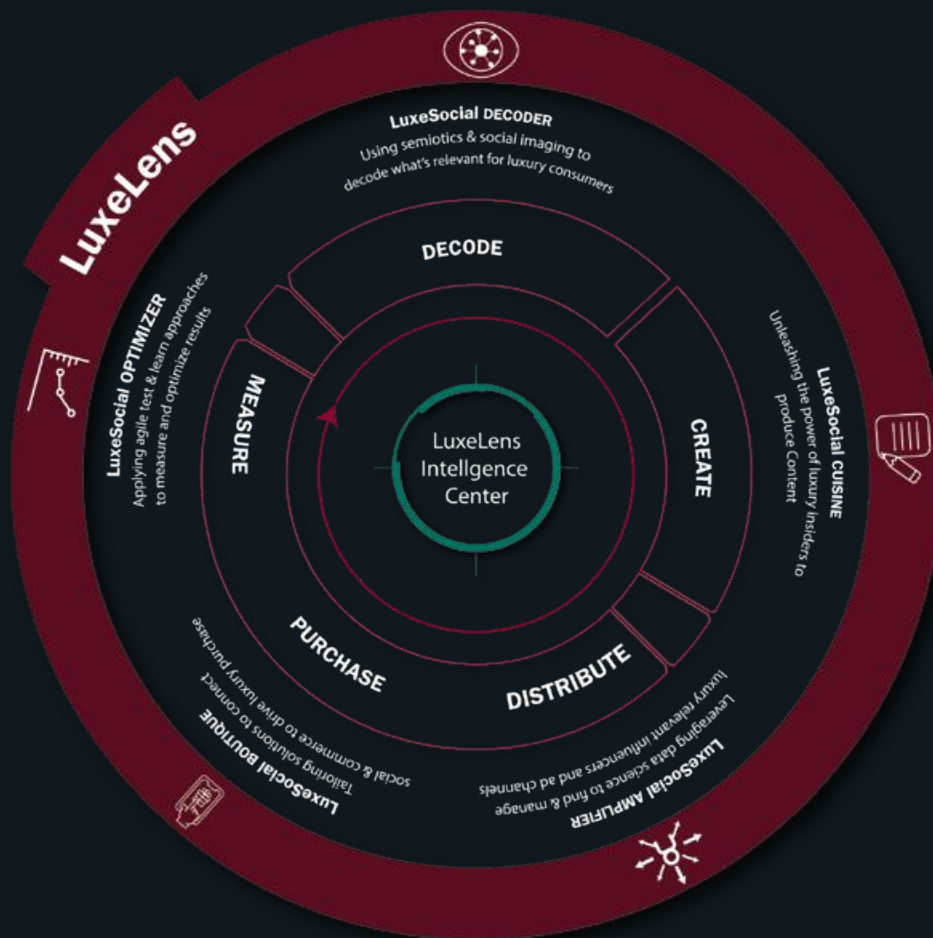 LuxeLens
LuxeSocial DECODER
Using semiotics & social imaging to
decode what's relevant for luxury consumers
DECODE
LuxeSocial CUISINE
Unleashing the power of luxury insiders to
produce Content
CREATE
LuxeSocial AMPLIFIER
Leveraging data science to find & manage
luxury relevant influencers and ad channels
DISTRIBUTE
LuxeSocial BOUTIQUE
Tailoring solutions to connect
social & commerce to drive luxury purchase
PURCHASE
LuxeSocial OPTIMIZER
Applying agile test & learn approaches
to measure and optimize results
MEASURE
LuxeLens
Intellgence
Center